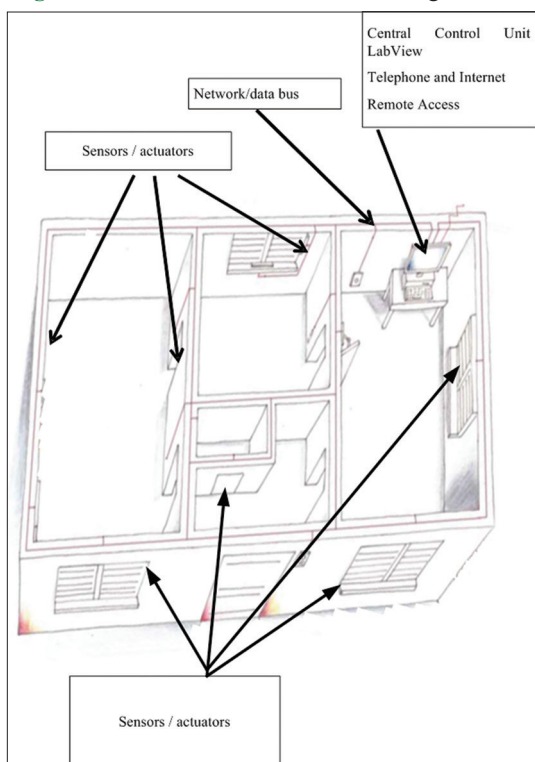 Central Control Unit
LabView
Telephone and Internet
Remote Access
Network/data bus
Sensors / actuators
Sensors / actuators